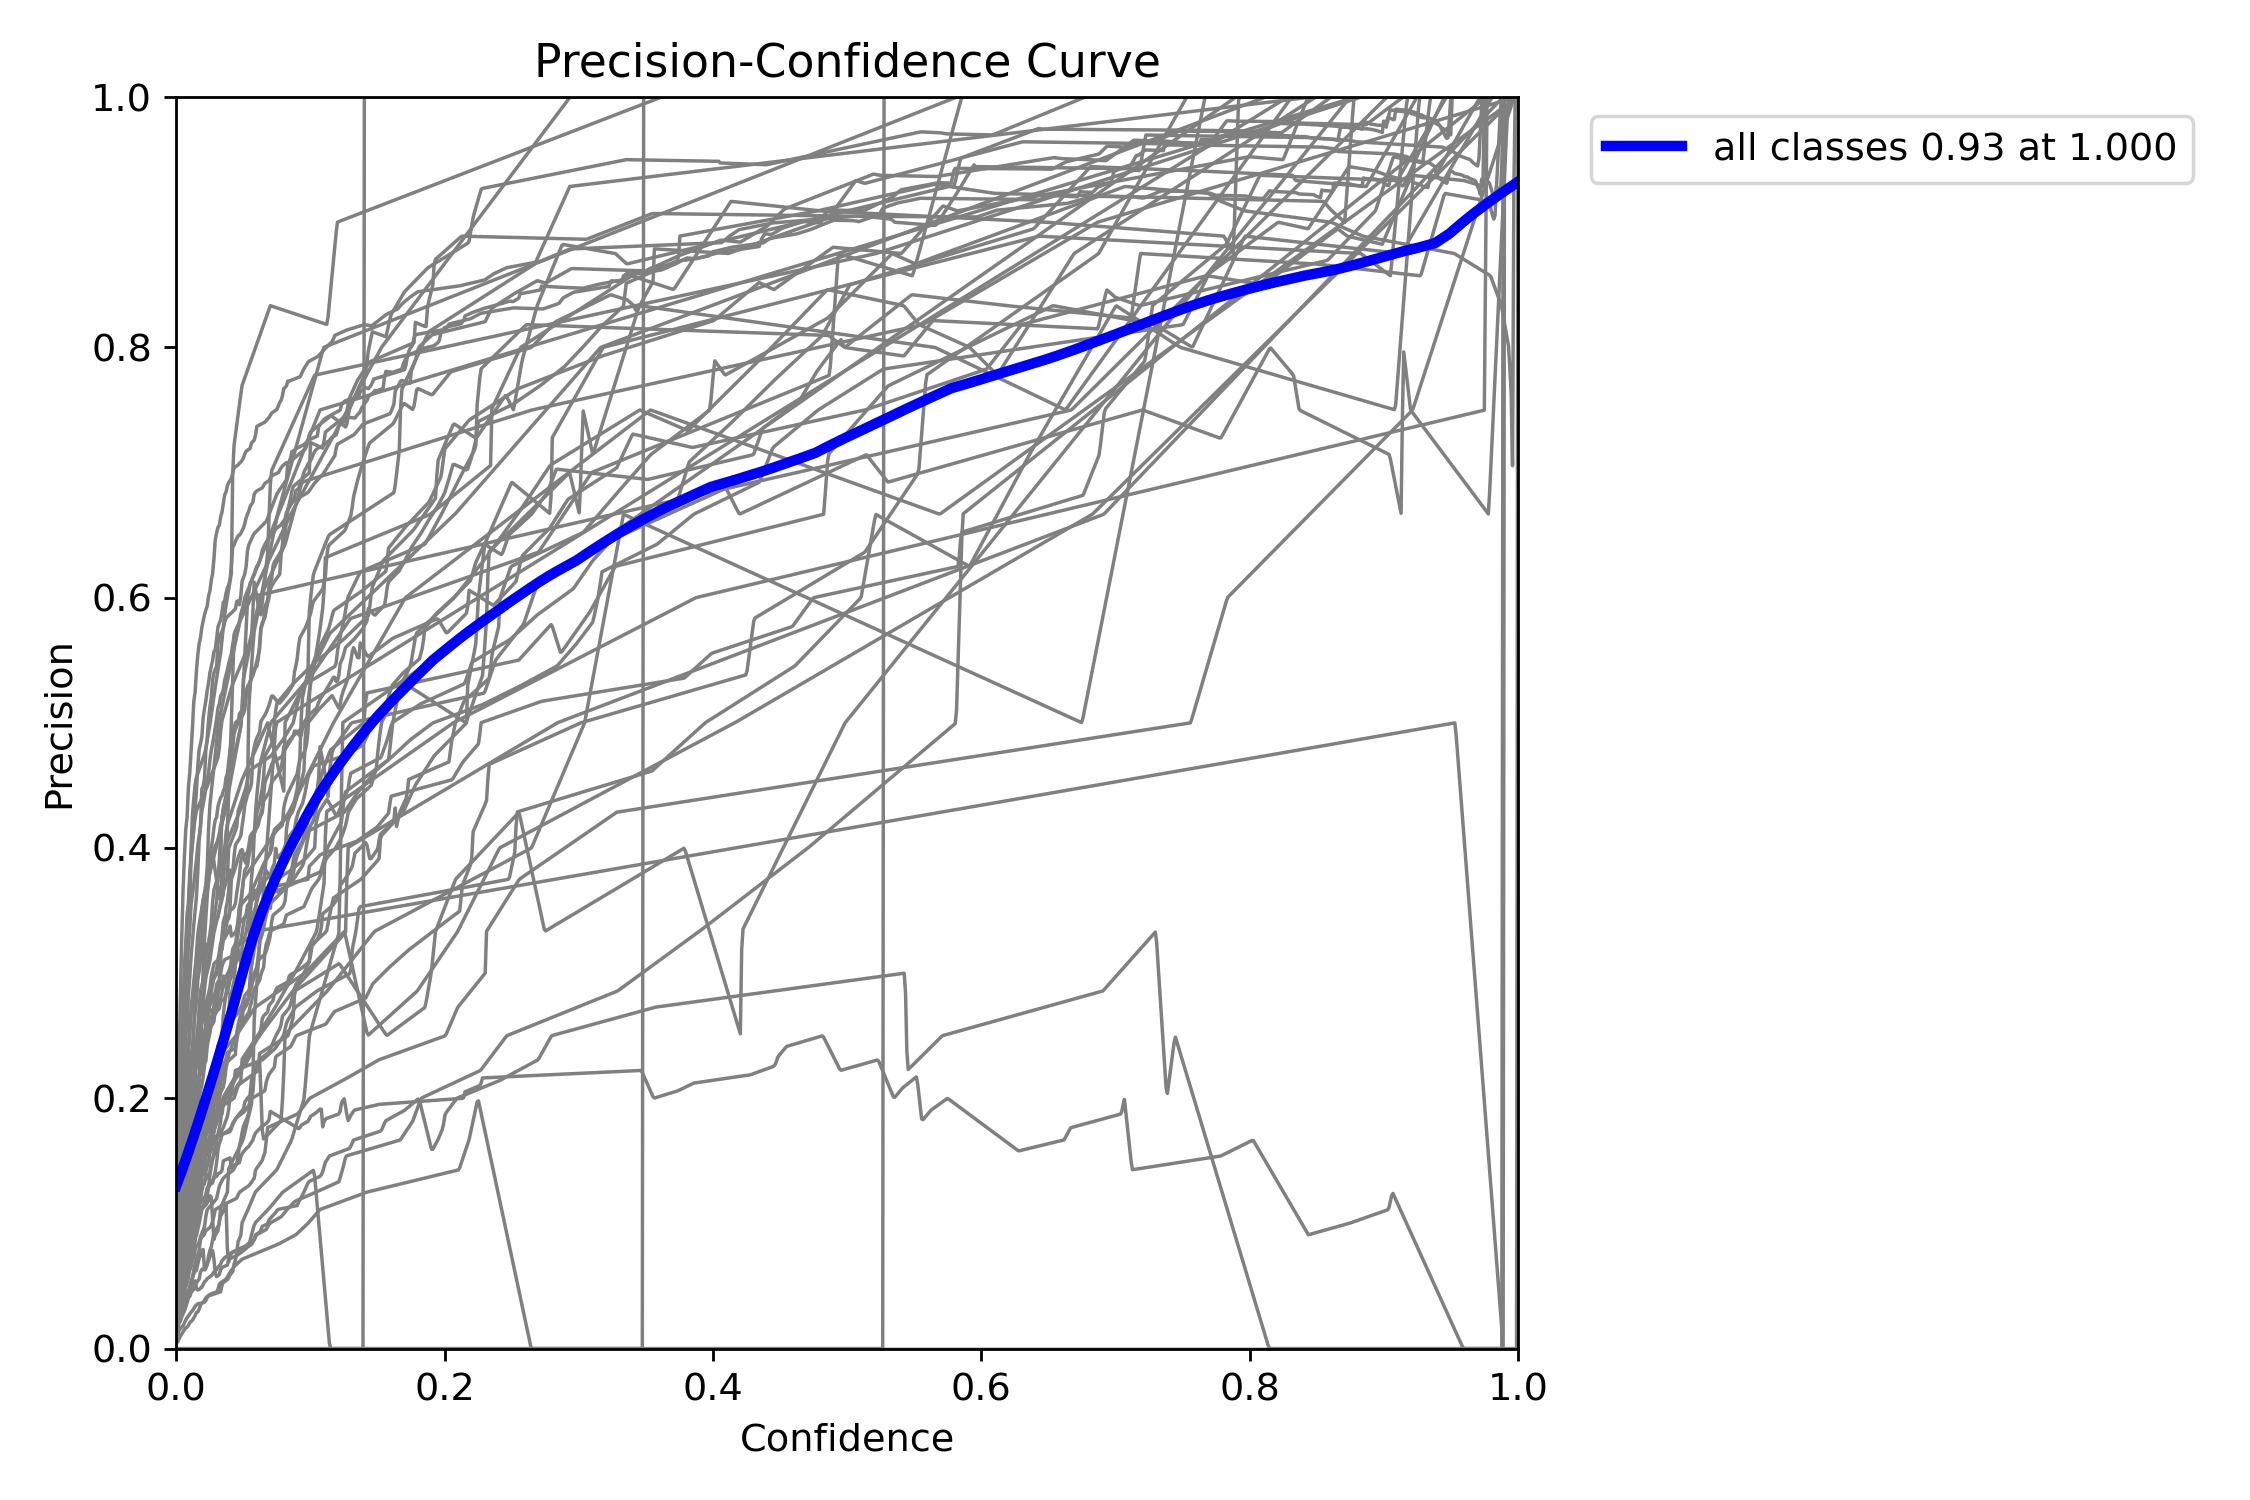 Precision-Confidence Curve
all classes 0.93 at 1.000
Precision
1.0
0.8
0.6
0.4
0.2
0.0
0.0 0.2 0.4 0.6 0.8 1.0
Confidence